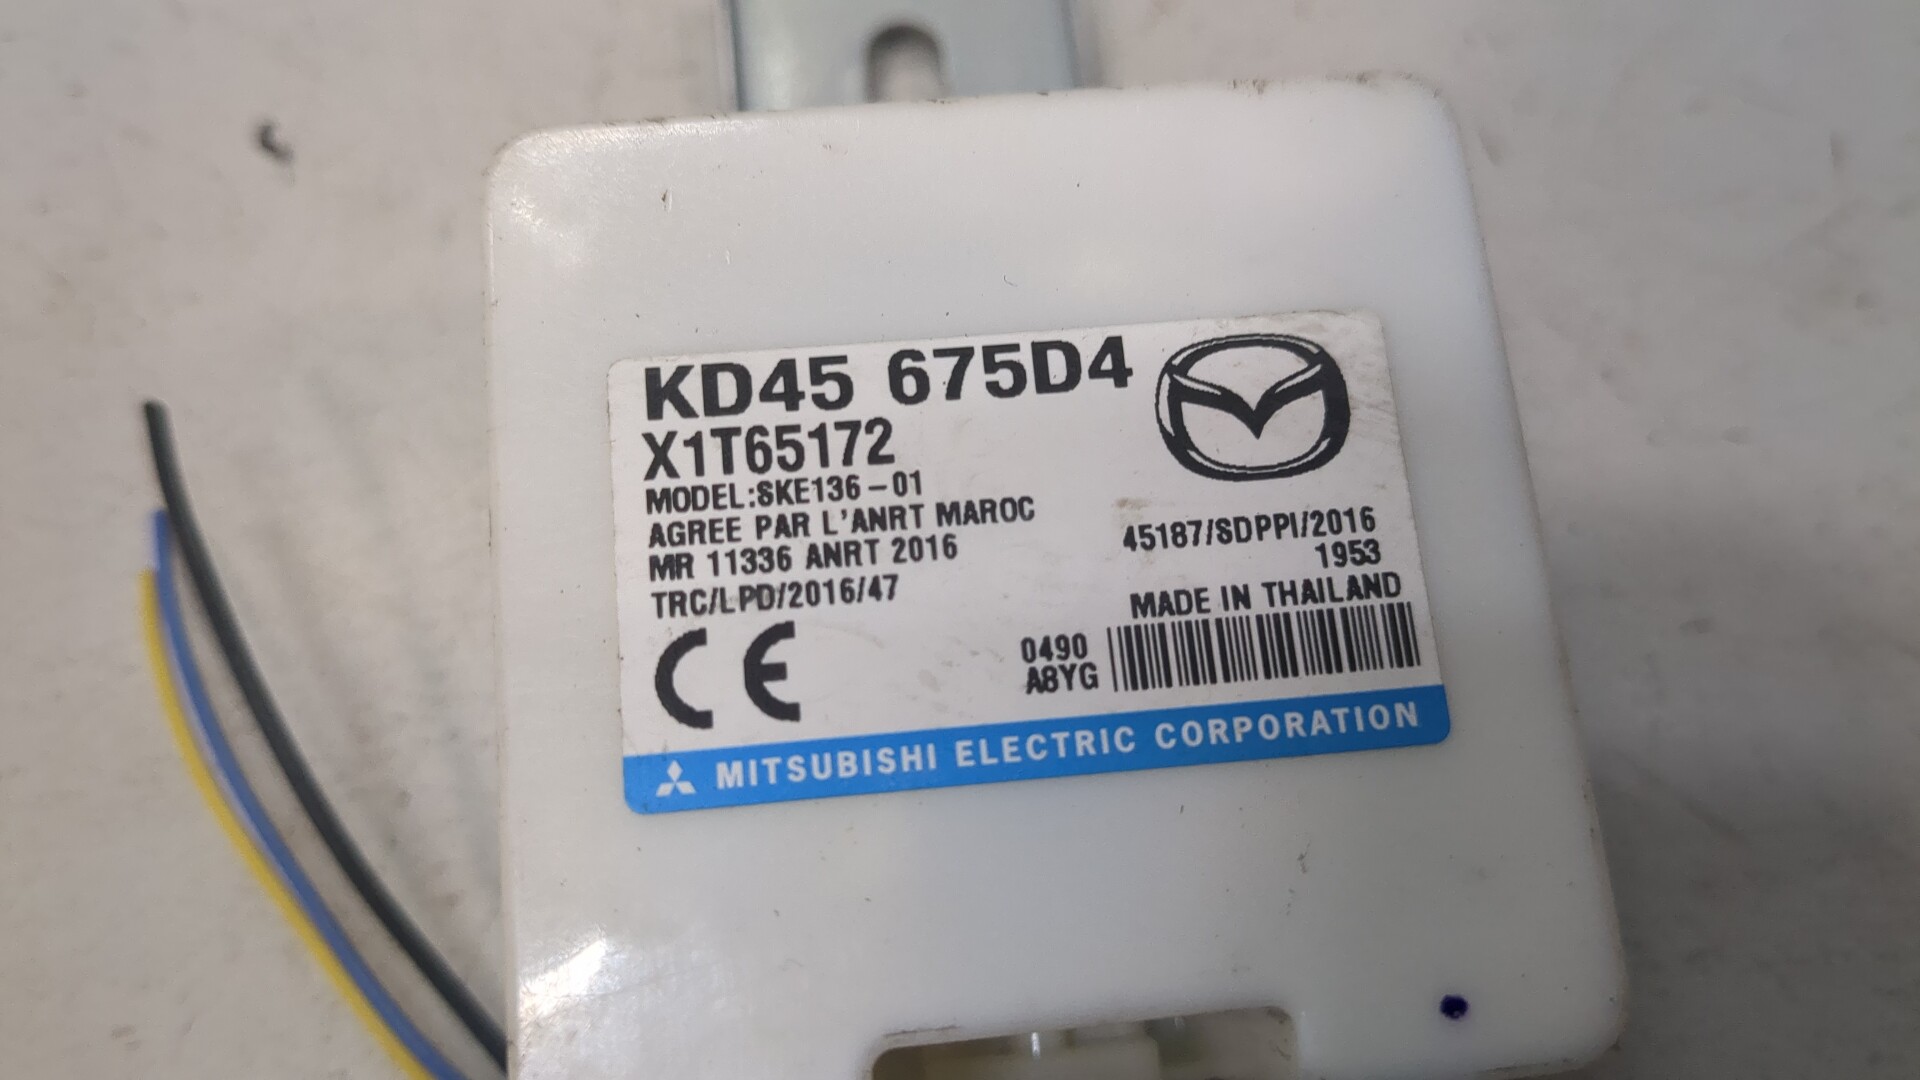 KD45 675D4
X1T65172
MODEL:SKE136-01
AGREE PAR L'ANRT MAROC
MR 11336 ANRT 2016
TRC/LPD/2016/47
45187/SDPPI/2016
1953
MADE IN THAILAND
CE
0490
A8YG
MITSUBISHI ELECTRIC CORPORATION